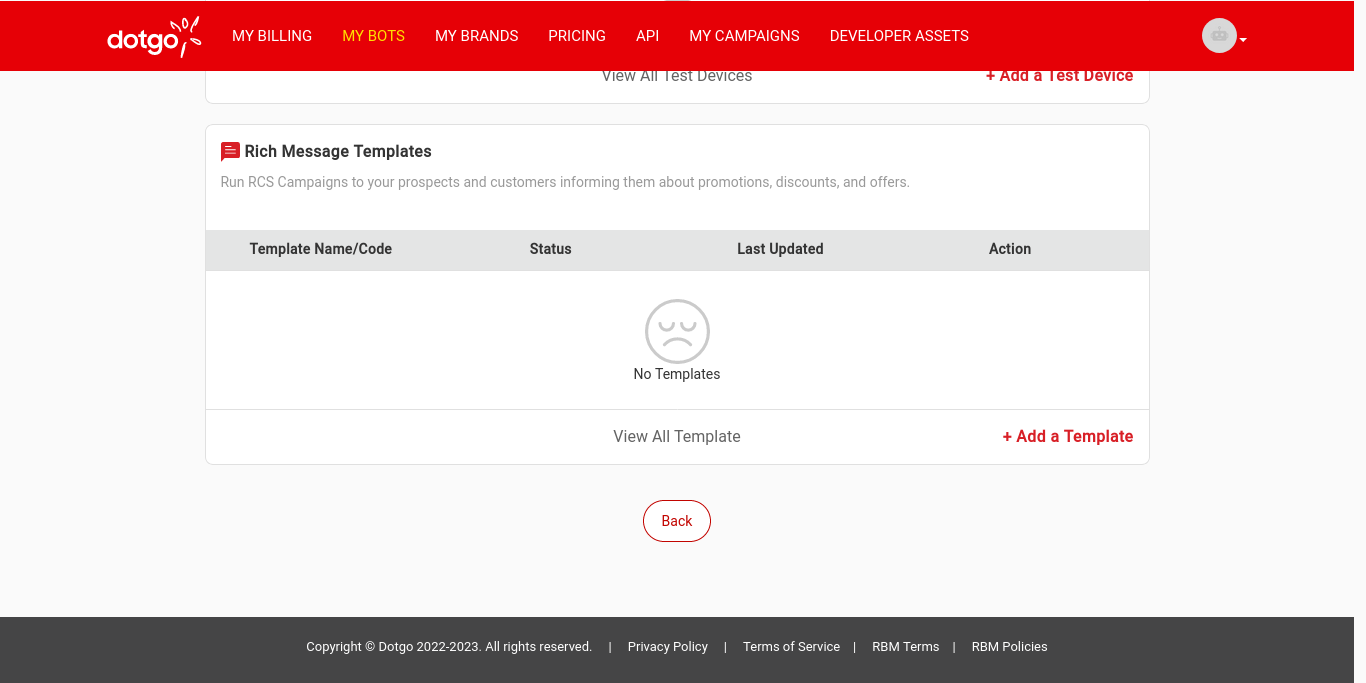 dotgo
MY BILLING MY BOTS MY BRANDS PRICING API MY CAMPAIGNS DEVELOPER ASSETS
View All Test Devices + Add a Test Device
Rich Message Templates
Run RCS Campaigns to your prospects and customers informing them about promotions, discounts, and offers.
Template Name/Code Status Last Updated Action
No Templates
View All Template + Add a Template
Back
Copyright © Dotgo 2022-2023. All rights reserved. | Privacy Policy | Terms of Service | RBM Terms | RBM Policies